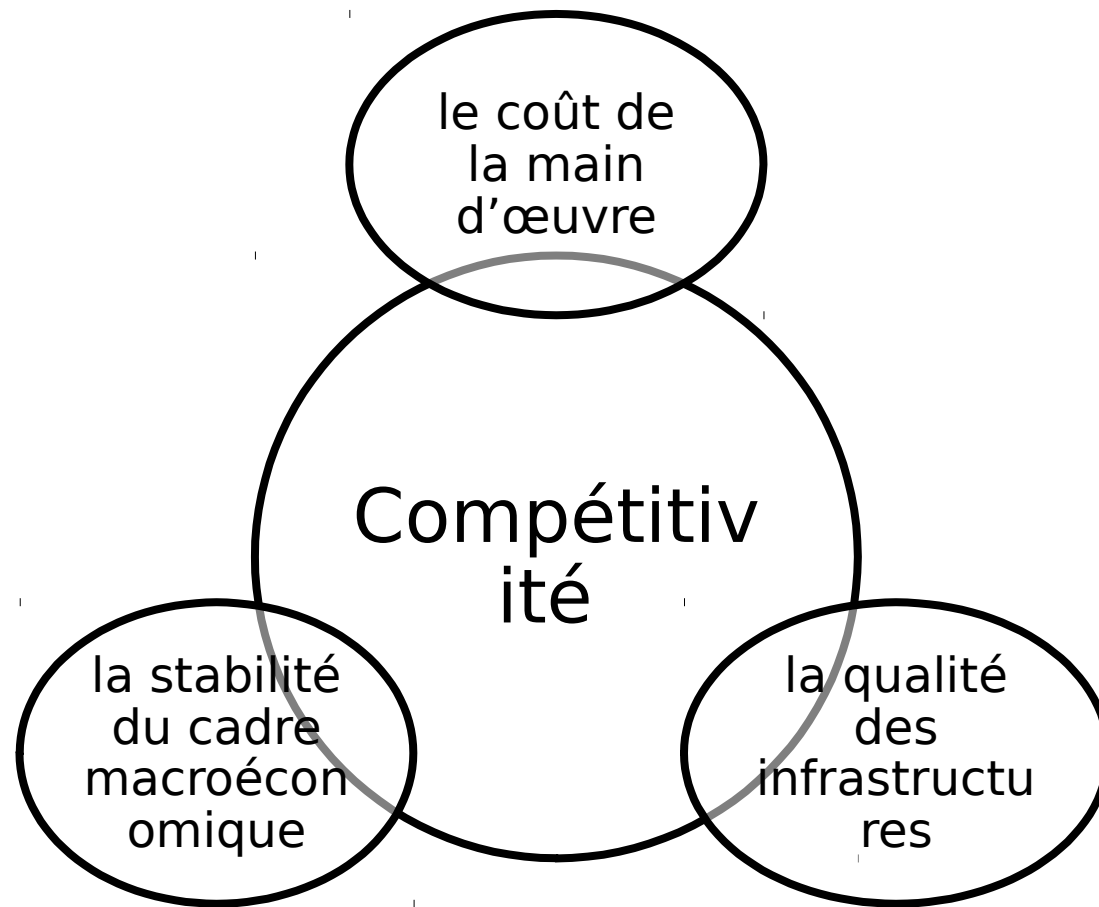 le coût de
la main
d’œuvre
Compétitiv
ité
la stabilité
du cadre
macroécon
omique
la qualité
des
infrastructu
res